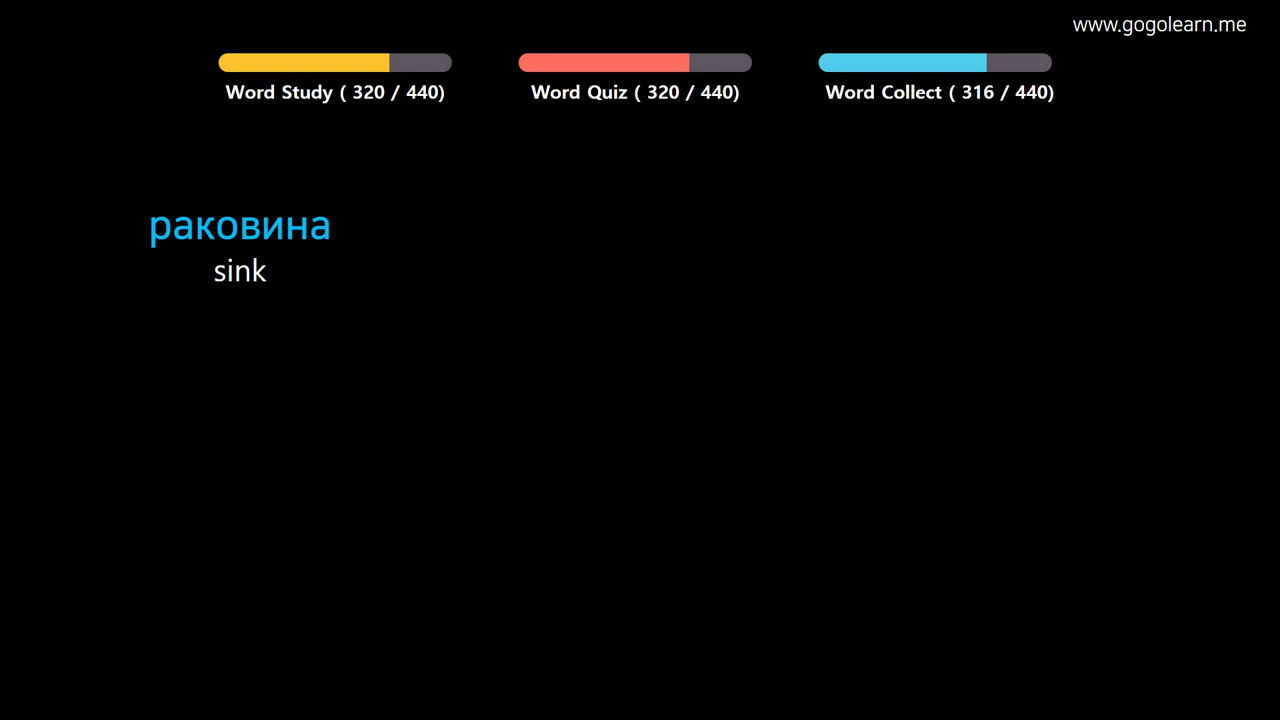 www.gogolearn.me
Word Study ( 320 / 440)
Word Quiz ( 320 / 440)
Word Collect ( 316 / 440)
раковина
sink